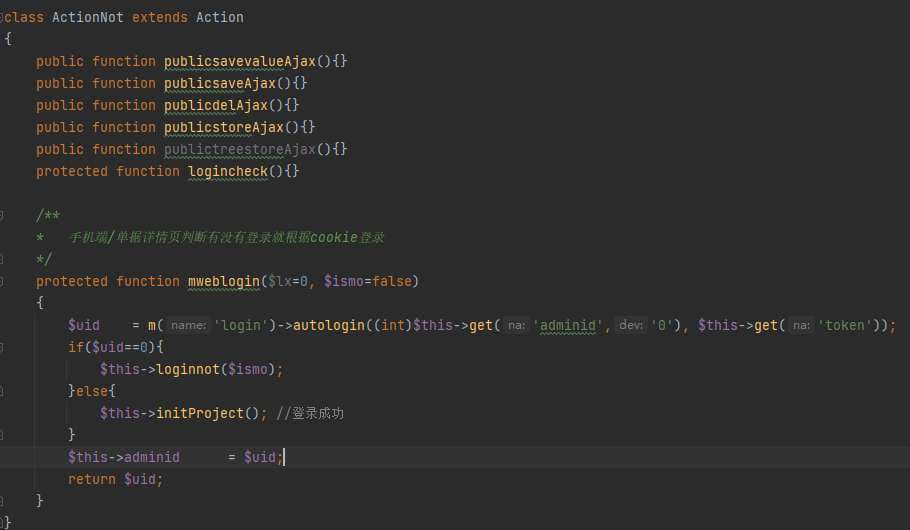 class ActionNot extends Action
{
    public function publicsavevalueAjax(){}
    public function publicsaveAjax(){}
    public function publicdelAjax(){}
    public function publicstoreAjax(){}
    public function publictreestoreAjax(){}
    protected function logincheck(){}
    /**
    *   手机端/单据详情页判断有没有登录就根据cookie登录
    */
    protected function mweblogin($lx=0, $ismo=false)
    {
        $uid    = m( name: 'login')->autologin((int)$this->get( na: 'adminid', dev: '0'), $this->get( na: 'token'));
        if($uid==0){
            $this->loginnot($ismo);
        }else{
            $this->initProject(); //登录成功
        }
        $this->adminid      = $uid;
        return $uid;
    }
}